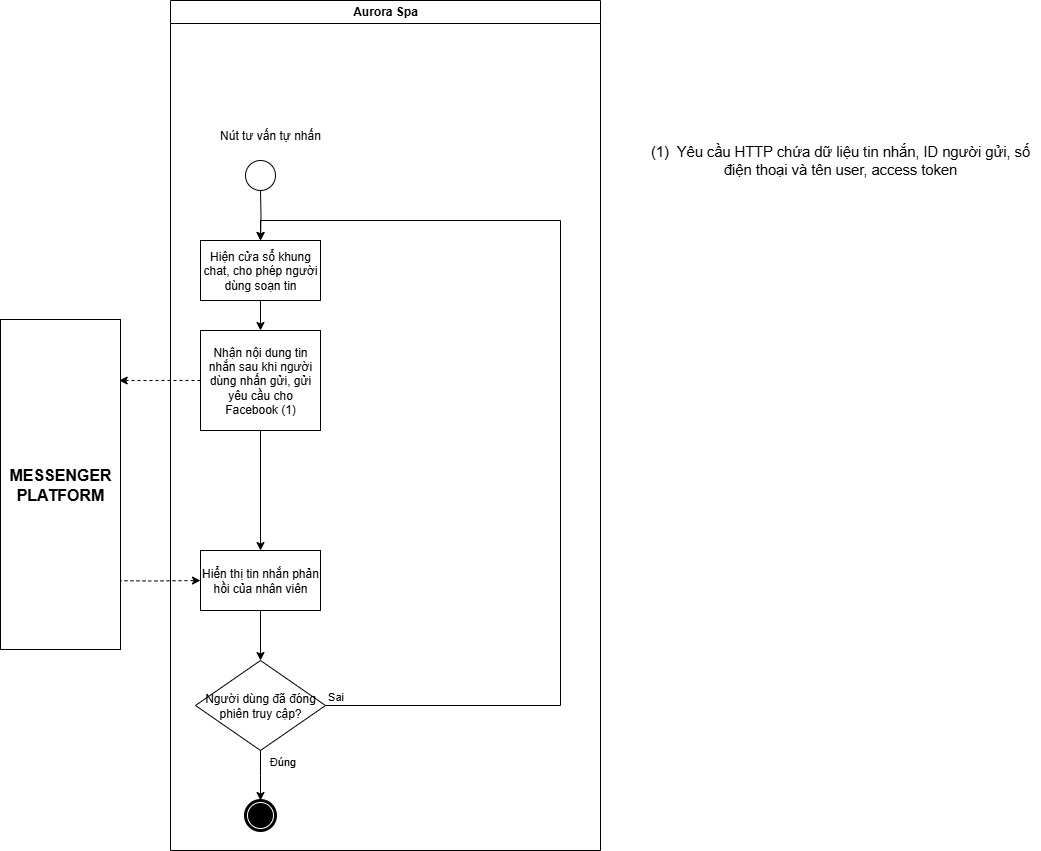 Aurora Spa
Nút tư vấn tự nhấn
(1) Yêu cầu HTTP chứa dữ liệu tin nhắn, ID người gửi, số
điện thoại và tên user, access token
Hiện cửa sổ khung
chat, cho phép người
dùng soạn tin
Nhận nội dung tin
nhắn sau khi người
dùng nhấn gửi, gửi
yêu cầu cho
Facebook (1)
MESSENGER
PLATFORM
Hiển thị tin nhắn phản
hồi của nhân viên
Người dùng đã đóng
phiên truy cập?
Sai
Đúng